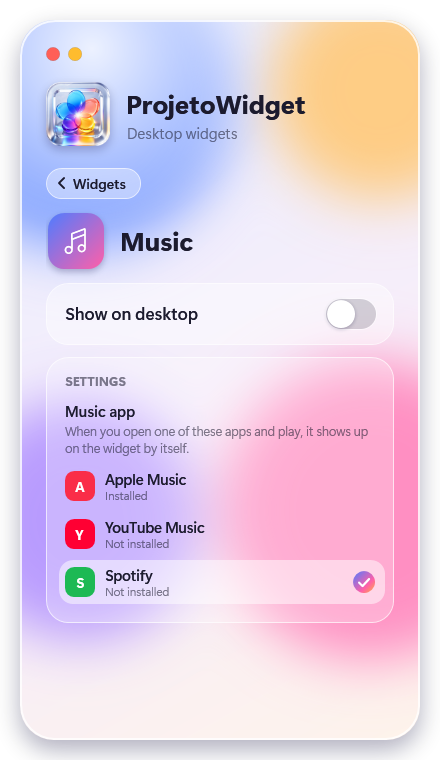 ProjetoWidget
Desktop widgets
Widgets
Music
Show on desktop
SETTINGS
Music app
When you open one of these apps and play, it shows up
on the widget by itself.
A
Apple Music
Installed
Y
YouTube Music
Not installed
S
Spotify
Not installed